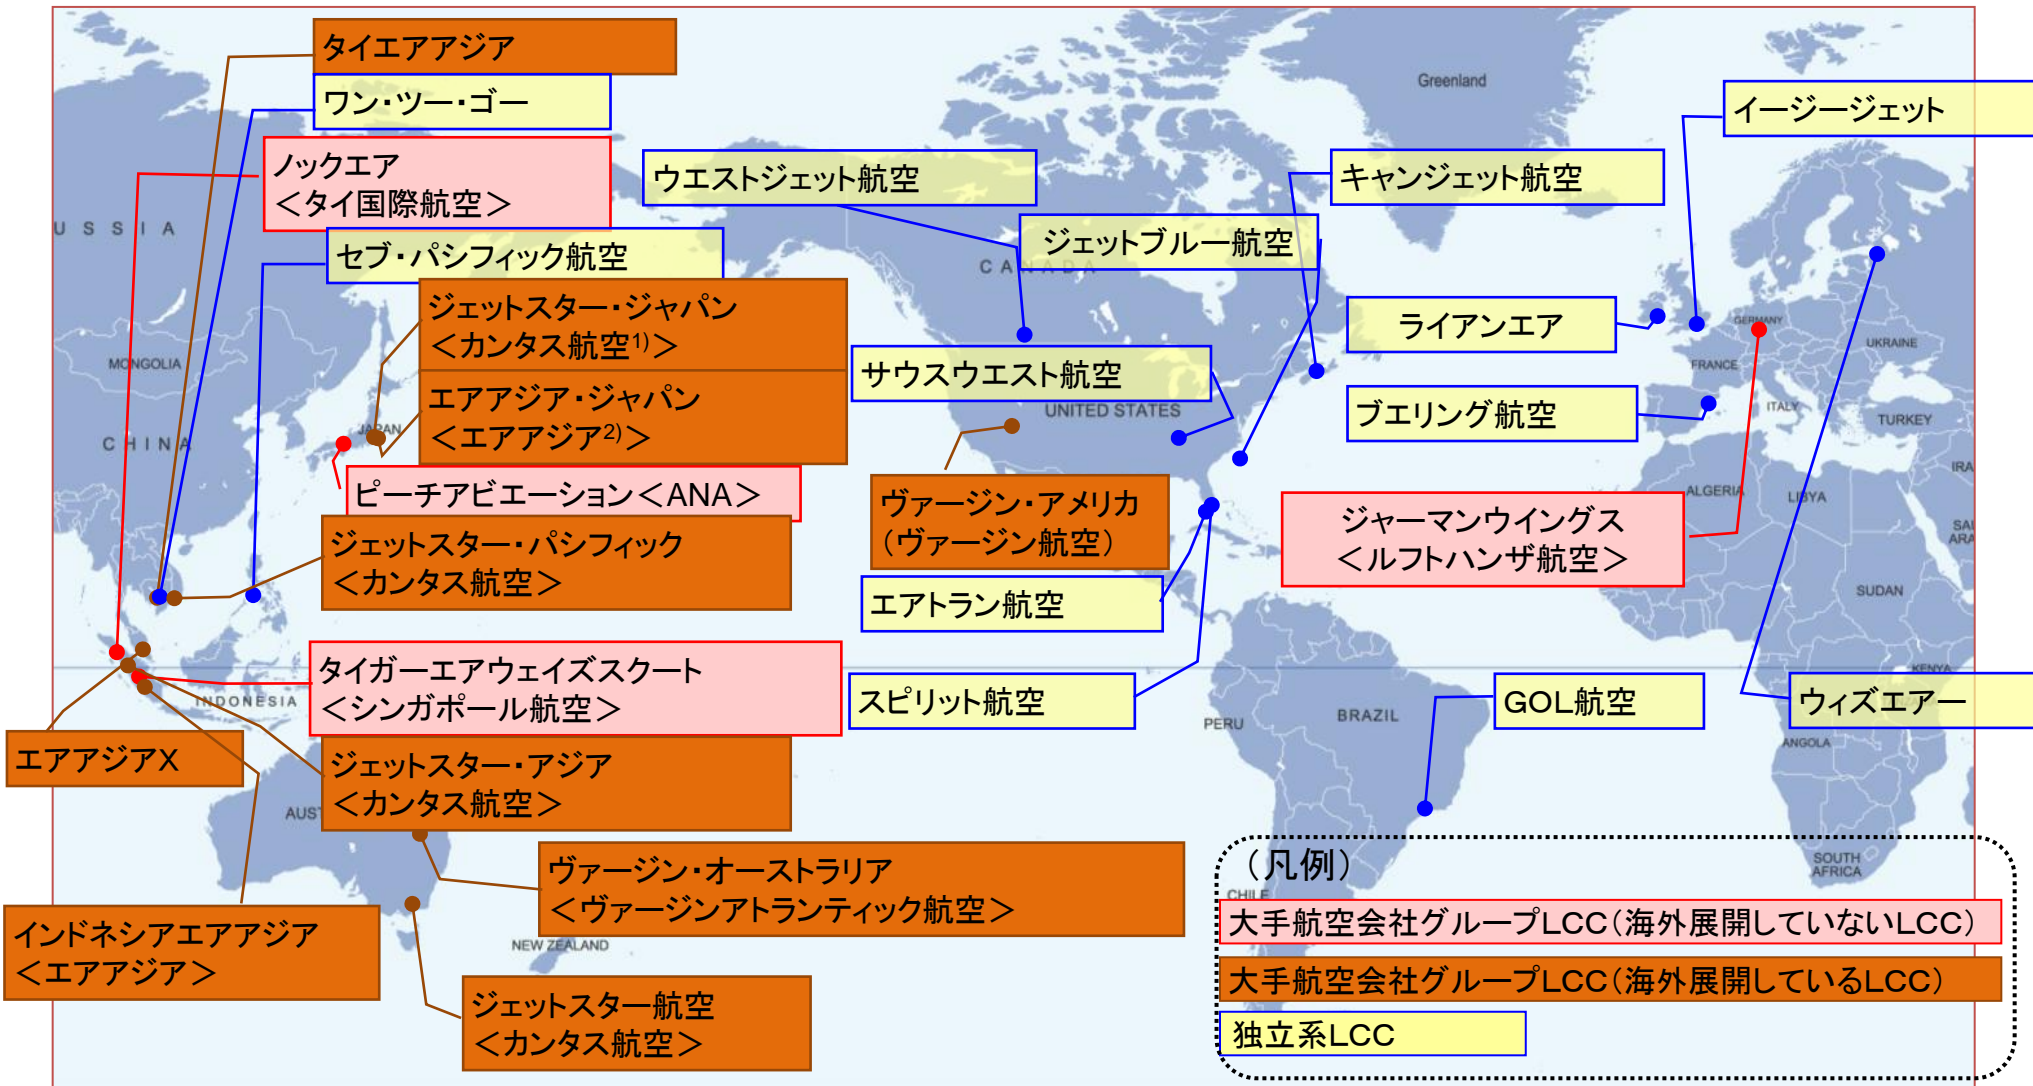 タイエアアジア
ワン・ツー・ゴー
ノックエア
＜タイ国際航空＞
セブ・パシフィック航空
ジェットスター・ジャパン
＜カンタス航空1)＞
エアアジア・ジャパン
＜エアアジア2)＞
ピーチアビエーション＜ANA＞
ジェットスター・パシフィック
＜カンタス航空＞
タイガーエアウェイズスクート
＜シンガポール航空＞
エアアジアX
ジェットスター・アジア
＜カンタス航空＞
ヴァージン・オーストラリア
＜ヴァージンアトランティック航空＞
インドネシアエアアジア
＜エアアジア＞
ジェットスター航空
＜カンタス航空＞
ウエストジェット航空
キャンジェット航空
ジェットブルー航空
サウスウエスト航空
ヴァージン・アメリカ
（ヴァージン航空）
エアトラン航空
スピリット航空
イージージェット
ライアンエア
ブエリング航空
ジャーマンウイングス
＜ルフトハンザ航空＞
GOL航空
ウィズエアー
（凡例）
大手航空会社グループLCC（海外展開していないLCC）
大手航空会社グループLCC（海外展開しているLCC）
独立系LCC
Greenland
USSIA
CANADA
MONGOLIA
CHINA
JAPAN
UNITED STATES
GERMANY
FRANCE
UKRAINE
ITALY
TURKEY
IRA
ALGERIA
LIBYA
SAU
ARA
SUDAN
KENYA
INDONESIA
PERU
BRAZIL
ANGOLA
AUST
SOUTH
AFRICA
CHILE
NEW ZEALAND